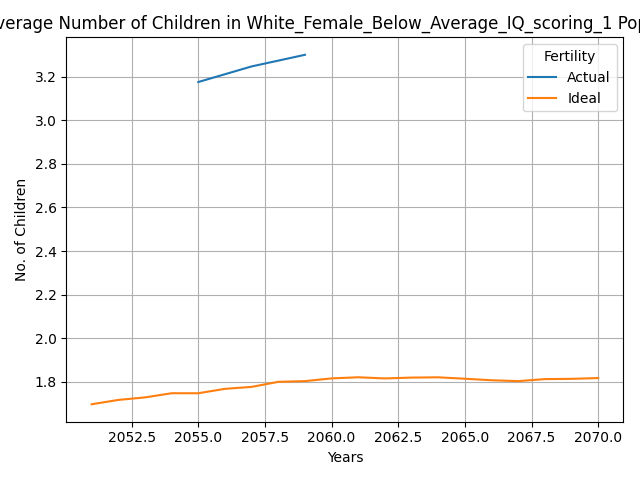 verage Number of Children in White_Female_Below_Average_IQ_scoring_1 Pop
Fertility
Actual
Ideal
No. of Children
3.2
3.0
2.8
2.6
2.4
2.2
2.0
1.8
2052.5 2055.0 2057.5 2060.0 2062.5 2065.0 2067.5 2070.0
Years